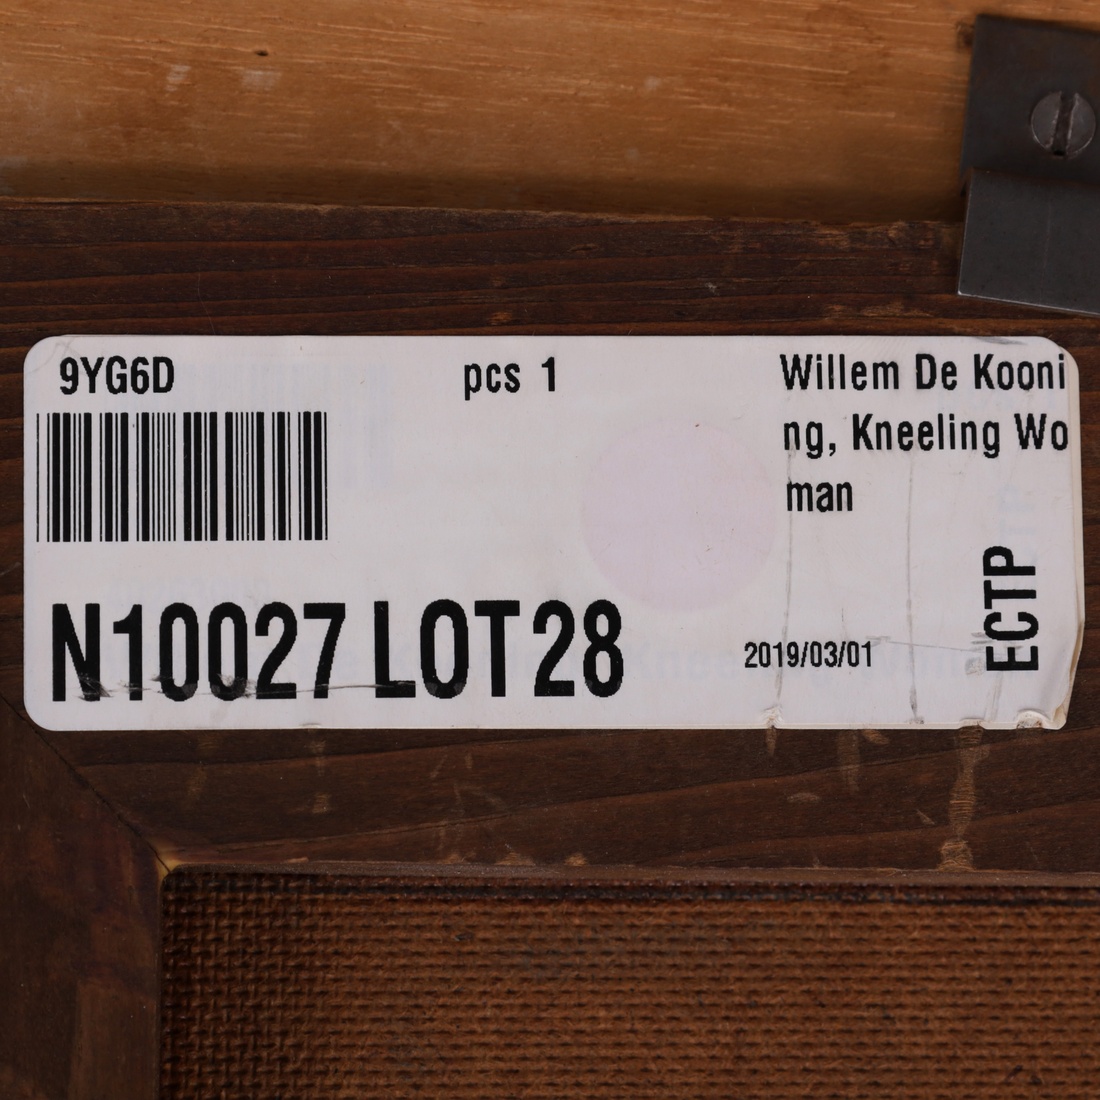 9YG6D
pcs 1
Willem De Kooni
ng, Kneeling Wo
man
N10027 LOT28
2019/03/01
ECTP